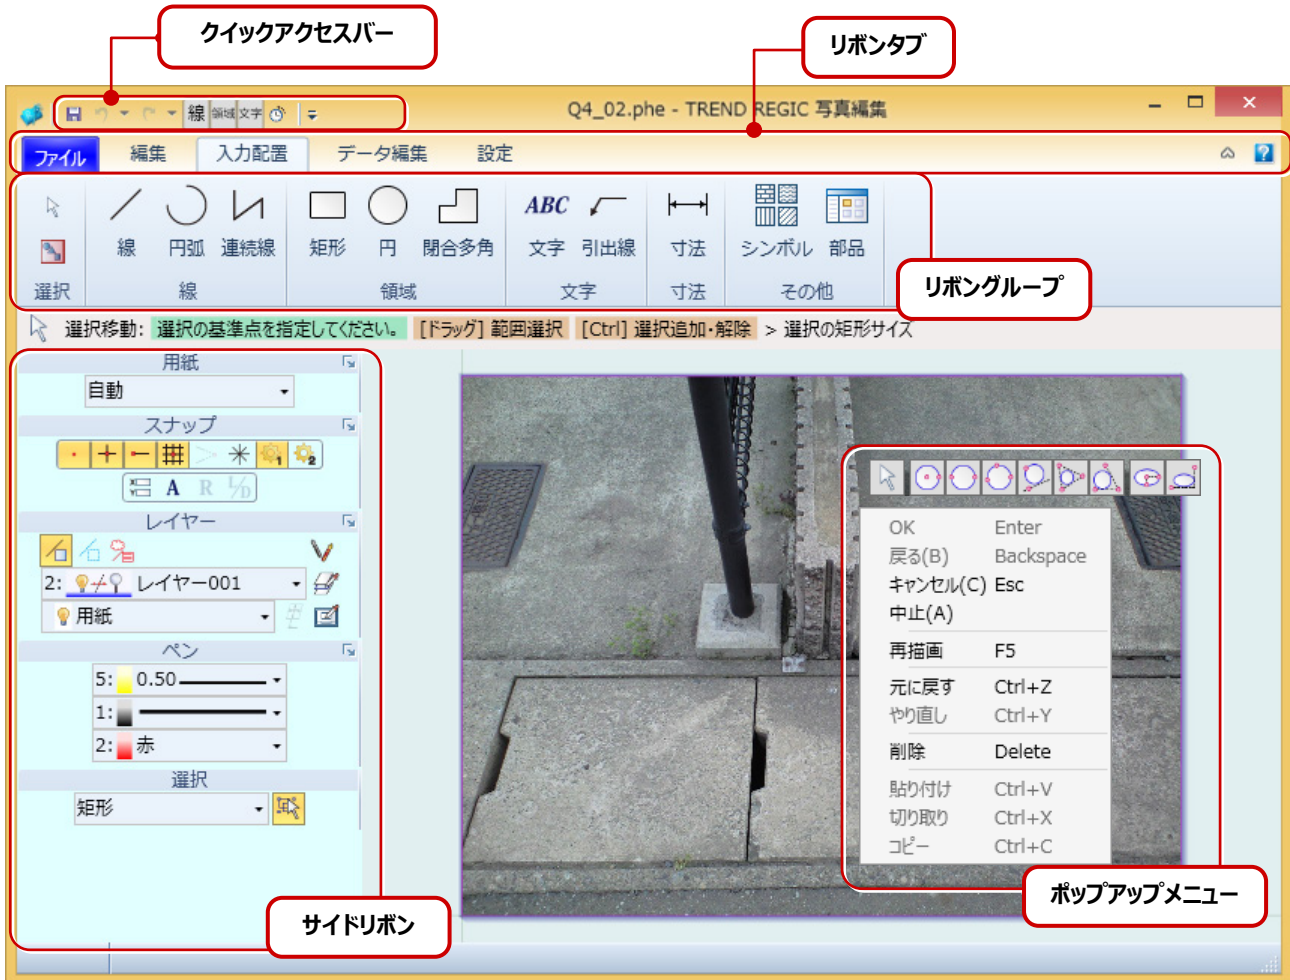 クイックアクセスバー
リボンタブ
線 領域 文字
Q4_02.phe - TREND REGIC 写真編集
ファイル 編集 入力配置 データ編集 設定
ABC
線 円弧 連続線 矩形 円 閉合多角 文字 引出線 寸法 シンボル 部品
選択 線 領域 文字 寸法 その他
リボングループ
選択移動: 選択の基準点を指定してください。 [ドラッグ] 範囲選択 [Ctrl] 選択追加・解除 > 選択の矩形サイズ
用紙
自動
スナップ
1 2
A R L/D
レイヤー
2: レイヤー001
用紙
ペン
5: 0.50
1:
2: 赤
選択
矩形
サイドリボン
OK Enter
戻る(B) Backspace
キャンセル(C) Esc
中止(A)
再描画 F5
元に戻す Ctrl+Z
やり直し Ctrl+Y
削除 Delete
貼り付け Ctrl+V
切り取り Ctrl+X
コピー Ctrl+C
ポップアップメニュー